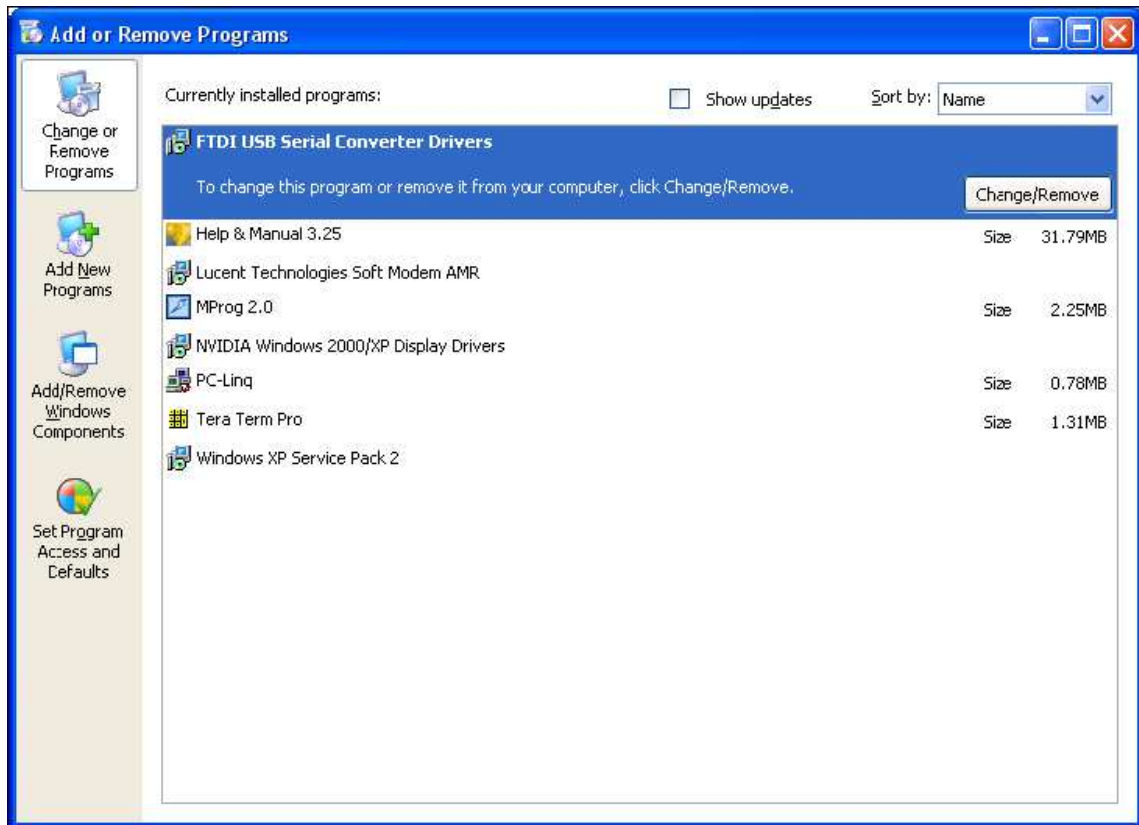 Add or Remove Programs
Change or
Remove
Programs
Add New
Programs
Add/Remove
Windows
Components
Set Program
Access and
Defaults
Currently installed programs:
Show updates
Sort by: Name
FTDI USB Serial Converter Drivers
To change this program or remove it from your computer, click Change/Remove.
Change/Remove
Help & Manual 3.25 Size 31.79MB
Lucent Technologies Soft Modem AMR
MProg 2.0 Size 2.25MB
NVIDIA Windows 2000/XP Display Drivers
PC-Linq Size 0.78MB
Tera Term Pro Size 1.31MB
Windows XP Service Pack 2